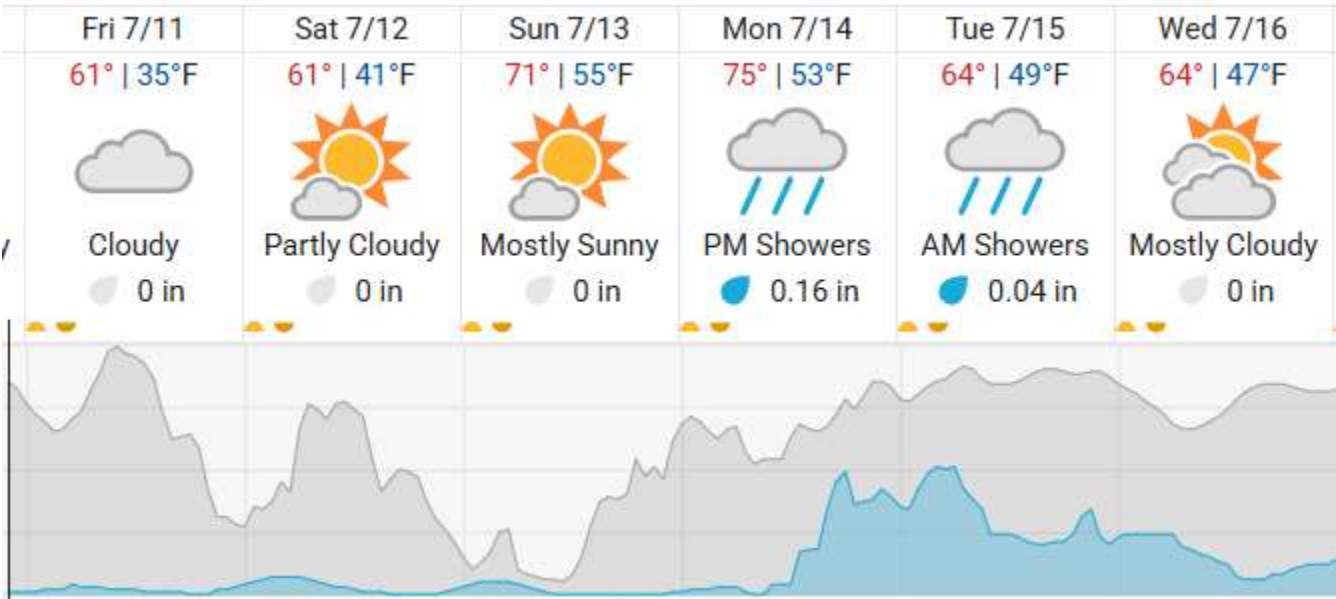 Fri 7/11 Sat 7/12 Sun 7/13 Mon 7/14 Tue 7/15 Wed 7/16
61° | 35°F 61° | 41°F 71° | 55°F 75° | 53°F 64° | 49°F 64° | 47°F
Cloudy Partly Cloudy Mostly Sunny PM Showers AM Showers Mostly Cloudy
0 in 0 in 0 in 0.16 in 0.04 in 0 in